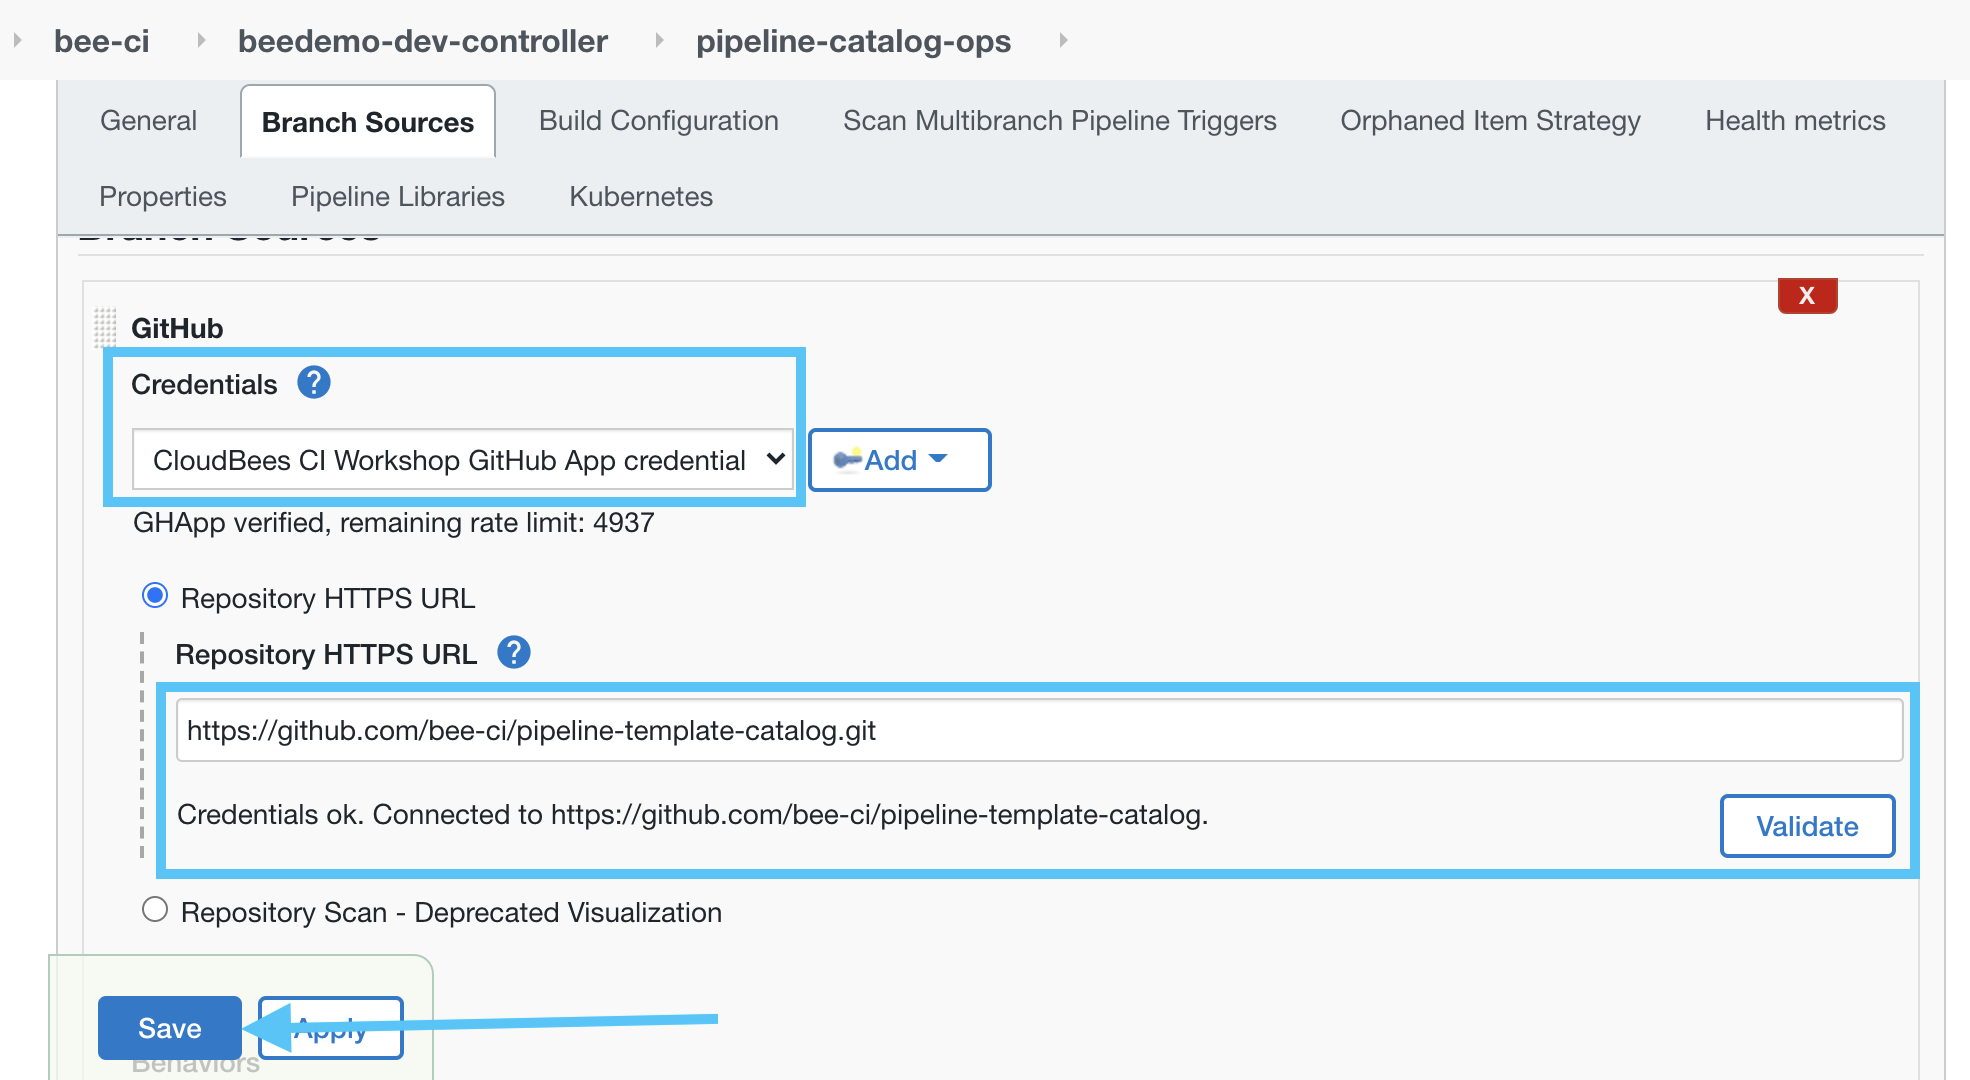 bee-ci beedemo-dev-controller pipeline-catalog-ops
General Branch Sources Build Configuration Scan Multibranch Pipeline Triggers Orphaned Item Strategy Health metrics
Properties Pipeline Libraries Kubernetes
Branch Sources
X
GitHub
Credentials ?
CloudBees CI Workshop GitHub App credential Add
GHApp verified, remaining rate limit: 4937
Repository HTTPS URL
Repository HTTPS URL ?
https://github.com/bee-ci/pipeline-template-catalog.git
Credentials ok. Connected to https://github.com/bee-ci/pipeline-template-catalog.
Validate
Repository Scan - Deprecated Visualization
Save Apply
Behaviors